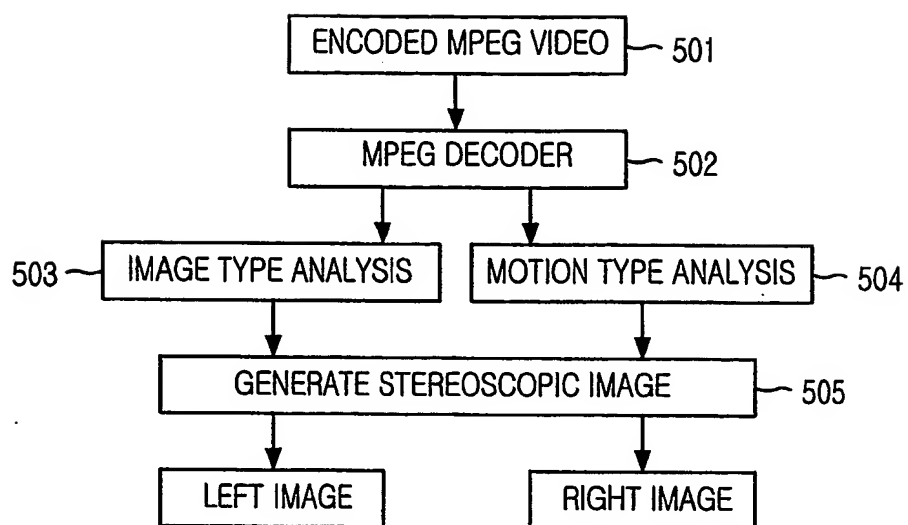 ENCODED MPEG VIDEO 501
MPEG DECODER 502
503 IMAGE TYPE ANALYSIS MOTION TYPE ANALYSIS 504
GENERATE STEREOSCOPIC IMAGE 505
LEFT IMAGE RIGHT IMAGE